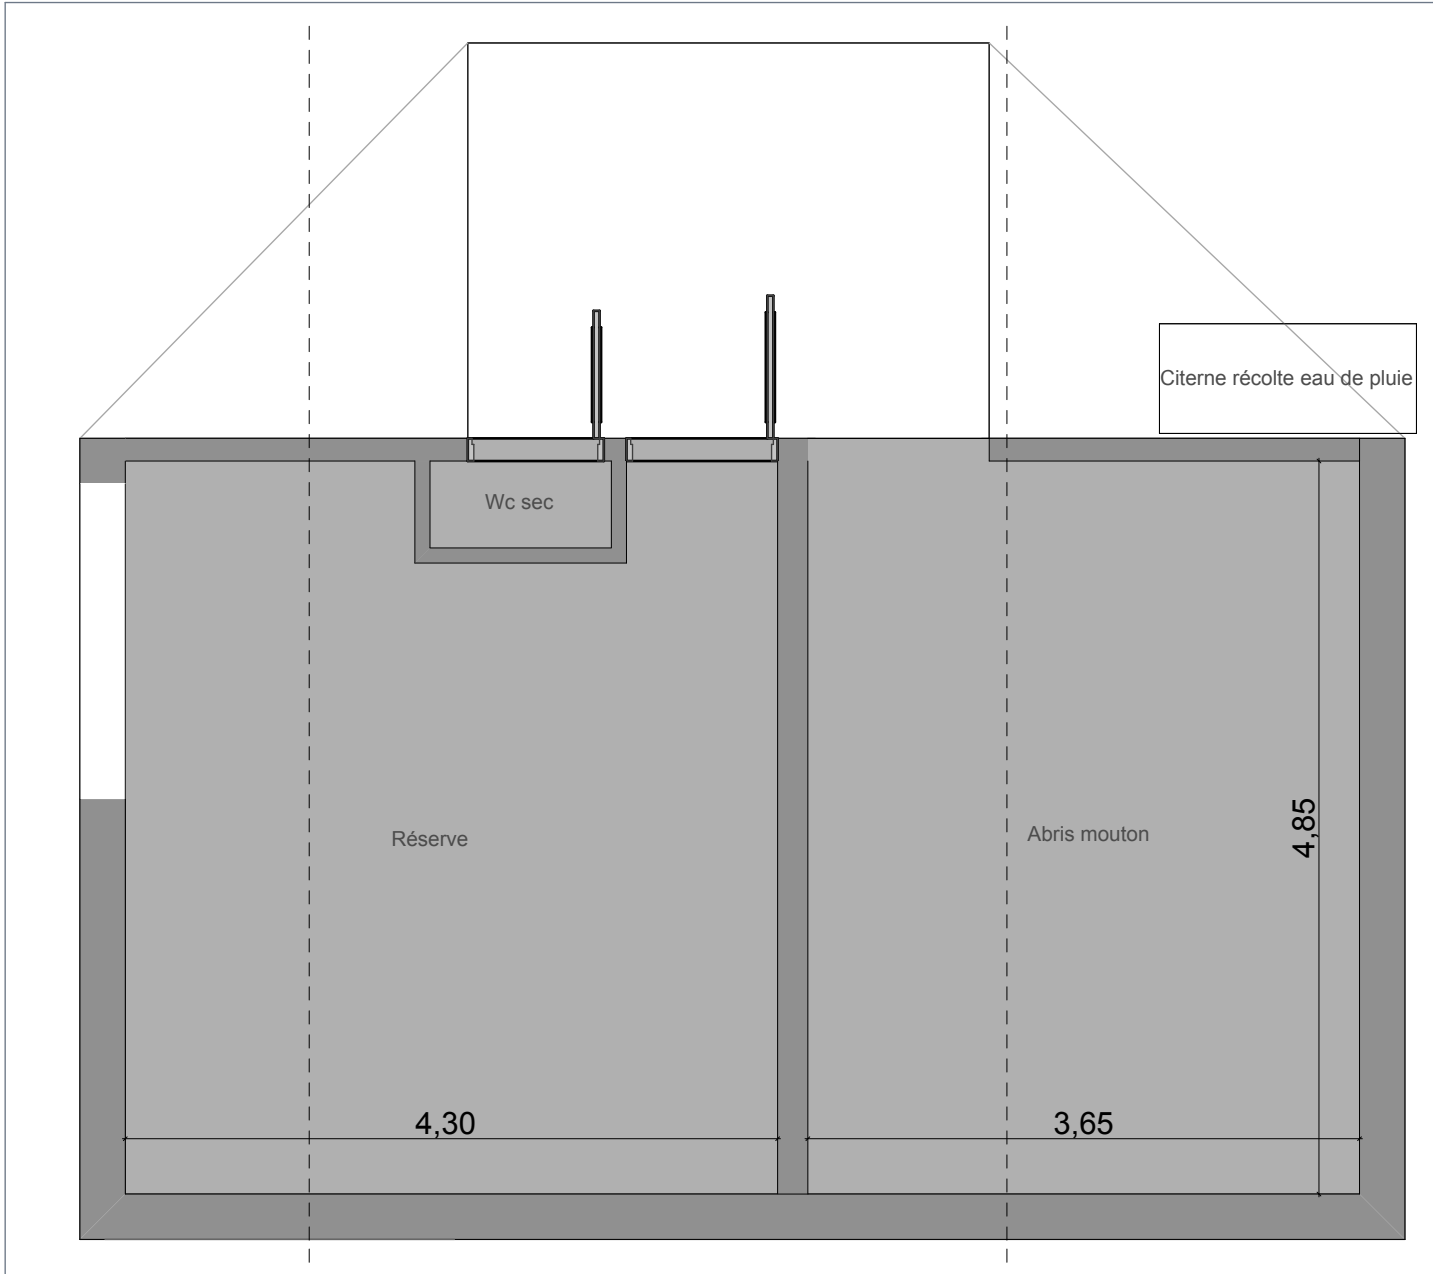 Citerne récolte eau de pluie
Wc sec
Réserve
Abris mouton
4,85
4,30
3,65